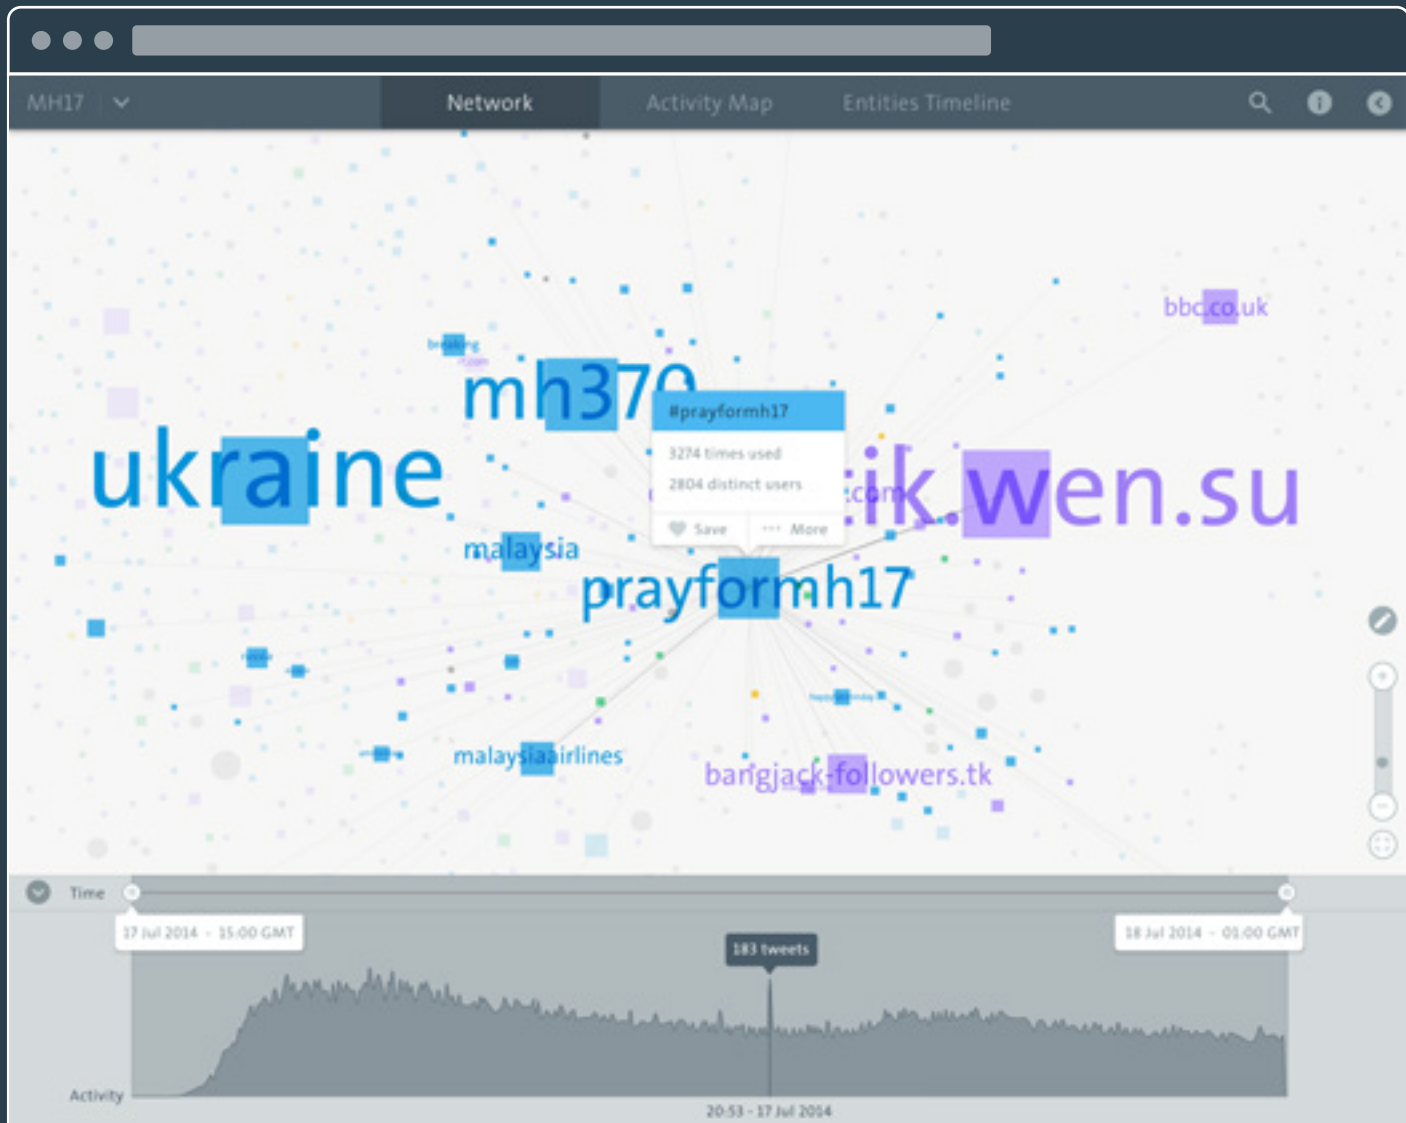 MH17
Network
Activity Map
Entities Timeline
bbc.co.uk
breaking
mh370
#prayformh17
3274 times used
2804 distinct users
Save
More
ukraine
.com
ik.wen.su
malaysia
prayformh17
malaysiaairlines
bangjack-followers.tk
Time
17 Jul 2014 - 15:00 GMT
18 Jul 2014 - 01:00 GMT
183 tweets
Activity
20:53 - 17 Jul 2014